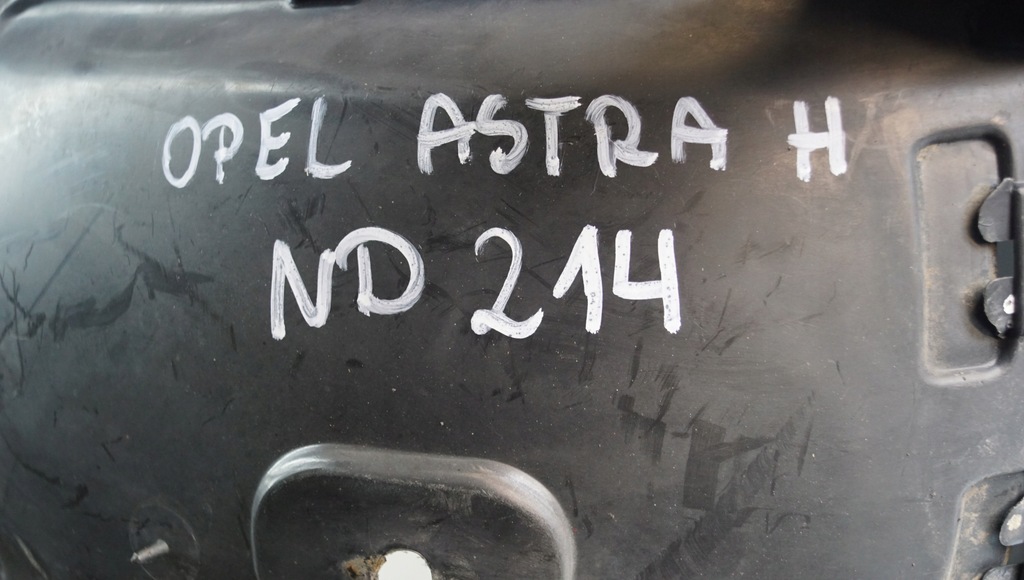 OPEL ASTRA H
ND 214